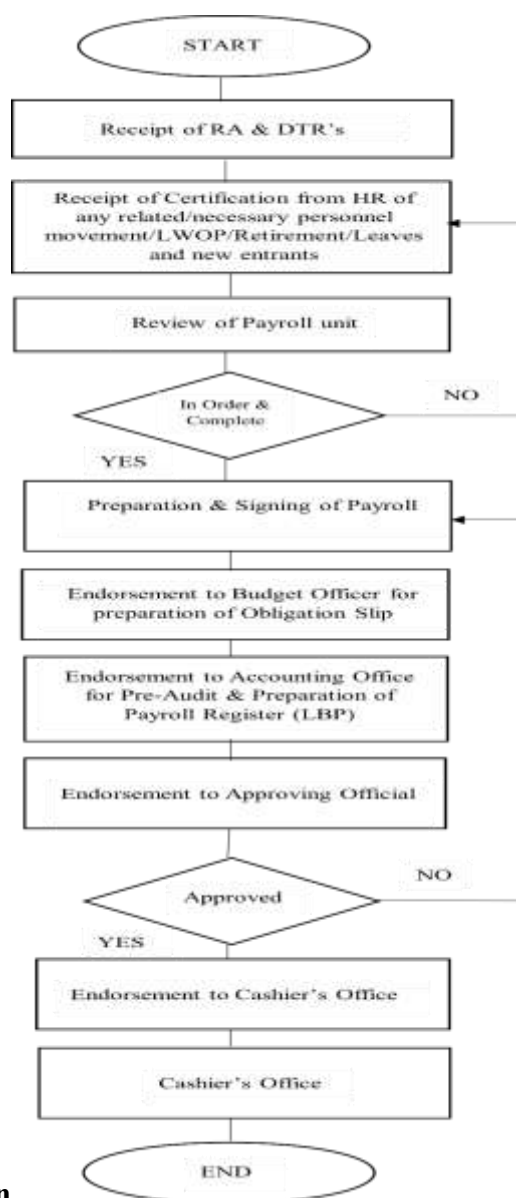 START
Receipt of RA & DTR's
Receipt of Certification from HR of
any related/necessary personnel
movement/LWOP/Retirement/Leaves
and new entrants
Review of Payroll unit
In Order &
Complete
NO
YES
Preparation & Signing of Payroll
Endorsement to Budget Officer for
preparation of Obligation Slip
Endorsement to Accounting Office
for Pre-Audit & Preparation of
Payroll Register (LBP)
Endorsement to Approving Official
Approved
NO
YES
Endorsement to Cashier's Office
Cashier's Office
END
n